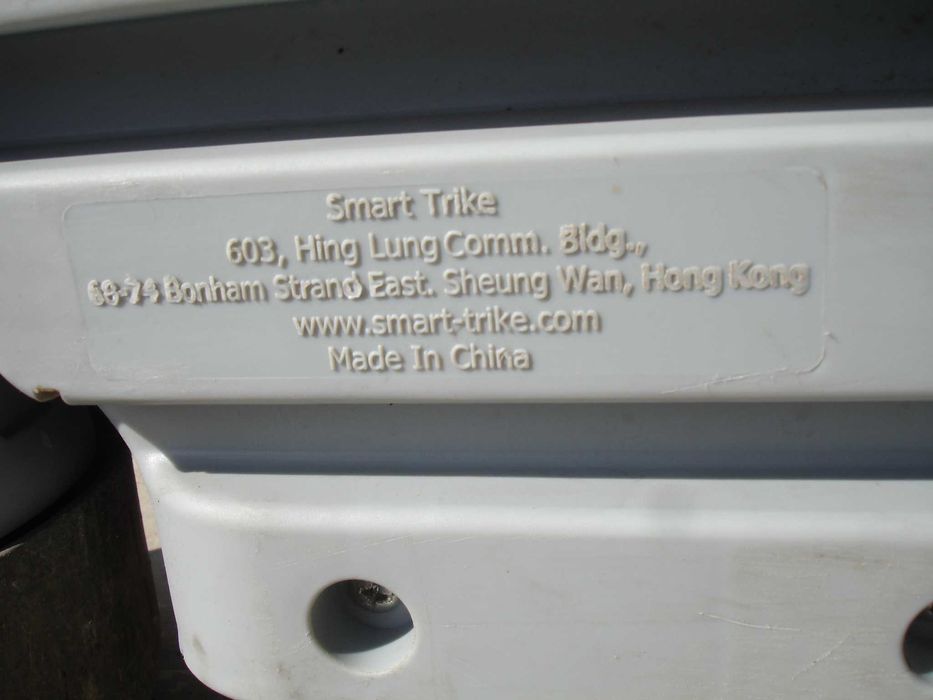 Smart Trike
603, Hing Lung Comm. Bldg.,
68-74 Bonham Strand East. Sheung Wan, Hong Kong
www.smart-trike.com
Made In China